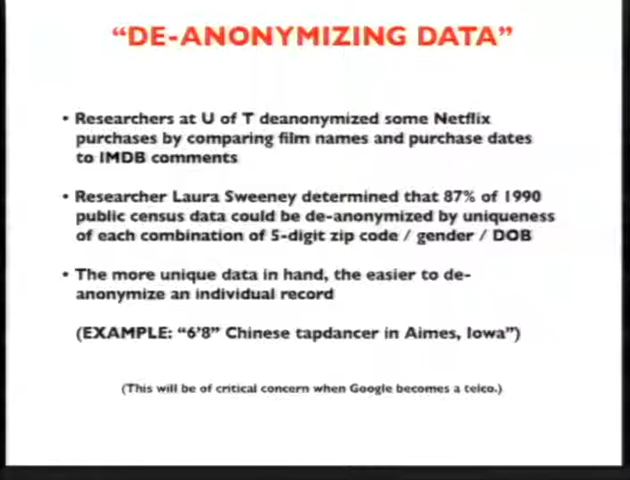 “DE-ANONYMIZING DATA”
• Researchers at U of T deanonymized some Netflix
purchases by comparing film names and purchase dates
to IMDB comments
• Researcher Laura Sweeney determined that 87% of 1990
public census data could be de-anonymized by uniqueness
of each combination of 5-digit zip code / gender / DOB
• The more unique data in hand, the easier to de-
anonymize an individual record
(EXAMPLE: “6’8” Chinese tapdancer in Aimes, Iowa”)
(This will be of critical concern when Google becomes a telco.)